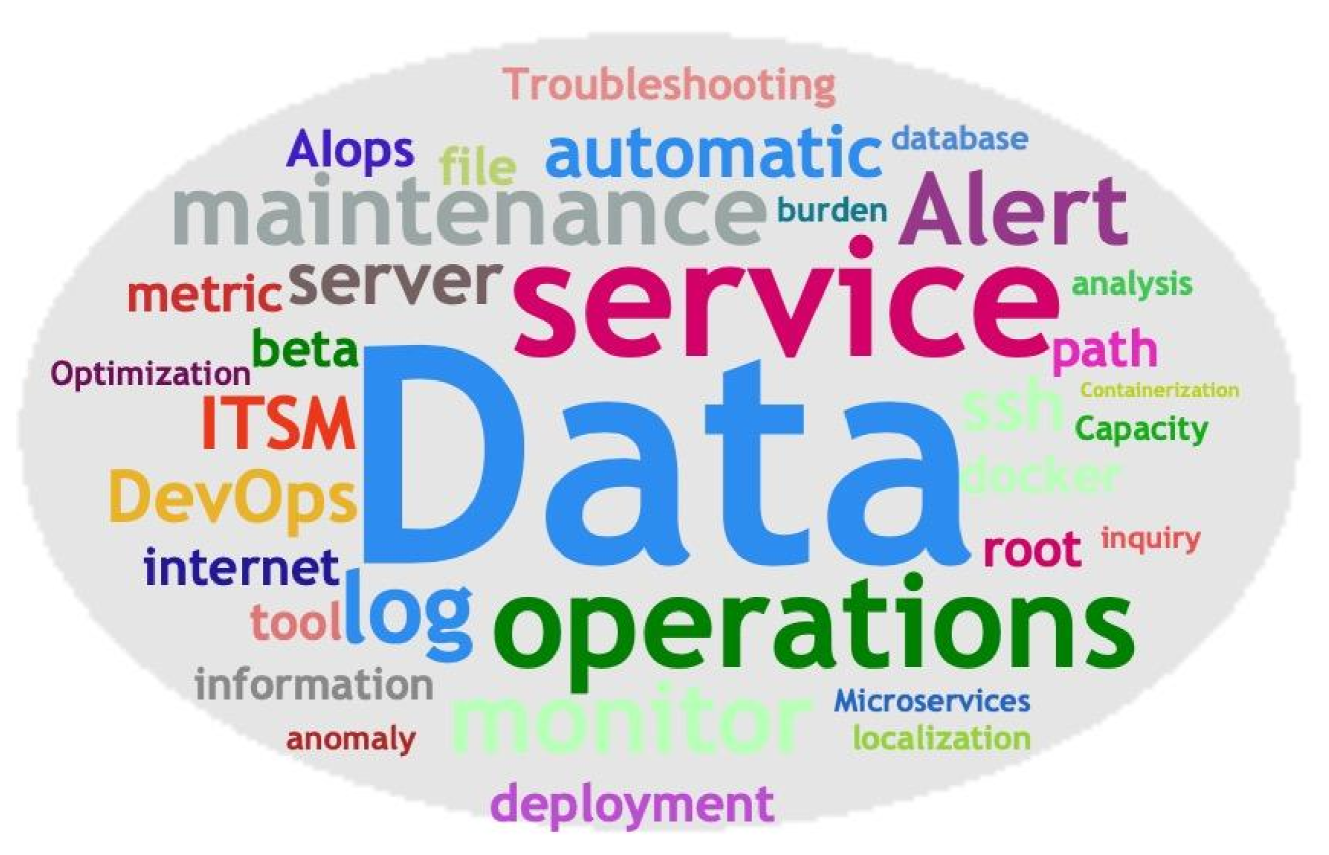 Troubleshooting
AIops file automatic database
maintenance burden Alert
metric server service analysis
beta path
Optimization
Data
ssh Containerization
ITSM Capacity
DevOps docker
internet root inquiry
tool log operations
information monitor Microservices
anomaly localization
deployment